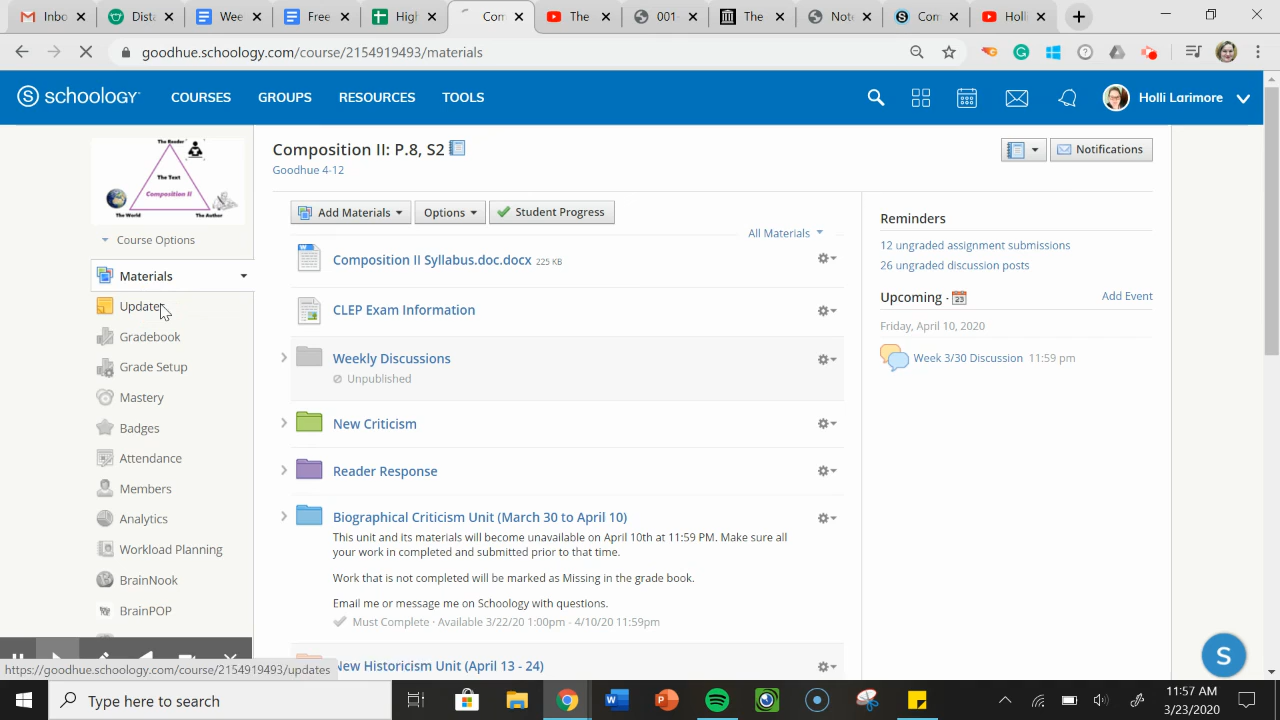 Inbo
Dista
Wee
Free
High
Com
The
001-
The
Note
Com
Holli
goodhue.schoology.com/course/2154919493/materials
S schoology
COURSES
GROUPS
RESOURCES
TOOLS
Holli Larimore
The Reader
The Text
Composition II
The World
The Author
Course Options
Materials
Updates
Gradebook
Grade Setup
Mastery
Badges
Attendance
Members
Analytics
Workload Planning
BrainNook
BrainPOP
Composition II: P.8, S2
Goodhue 4-12
Notifications
Add Materials
Options
Student Progress
All Materials
Composition II Syllabus.doc.docx 225 KB
CLEP Exam Information
Weekly Discussions
Unpublished
New Criticism
Reader Response
Biographical Criticism Unit (March 30 to April 10)
This unit and its materials will become unavailable on April 10th at 11:59 PM. Make sure all
your work in completed and submitted prior to that time.
Work that is not completed will be marked as Missing in the grade book.
Email me or message me on Schoology with questions.
Must Complete · Available 3/22/20 1:00pm · 4/10/20 11:59pm
New Historicism Unit (April 13 - 24)
Reminders
12 ungraded assignment submissions
26 ungraded discussion posts
Upcoming · 23
Add Event
Friday, April 10, 2020
Week 3/30 Discussion 11:59 pm
S
https://goodhue.schoology.com/course/2154919493/updates
Type here to search
11:57 AM
3/23/2020